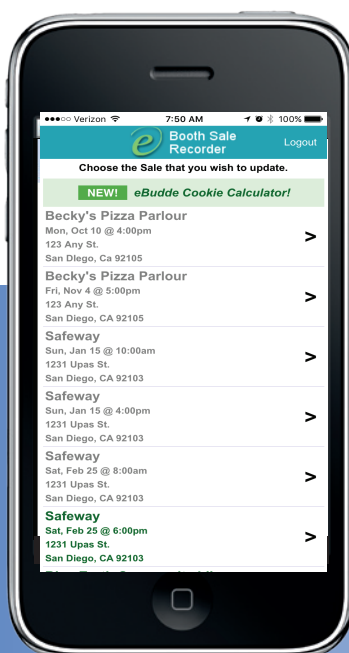 Verizon 7:50 AM 100%
e Booth Sale
Recorder
Logout
Choose the Sale that you wish to update.
NEW! eBudde Cookie Calculator!
Becky's Pizza Parlour
Mon, Oct 10 @ 4:00pm
123 Any St.
San DIego, Ca 92105
>
Becky's Pizza Parlour
Fri, Nov 4 @ 5:00pm
123 Any St.
San Diego, CA 92105
>
Safeway
Sun, Jan 15 @ 10:00am
1231 Upas St.
San Diego, CA 92103
>
Safeway
Sun, Jan 15 @ 4:00pm
1231 Upas St.
San Diego, CA 92103
>
Safeway
Sat, Feb 25 @ 8:00am
1231 Upas St.
San Diego, CA 92103
>
Safeway
Sat, Feb 25 @ 6:00pm
1231 Upas St.
San Diego, CA 92103
>